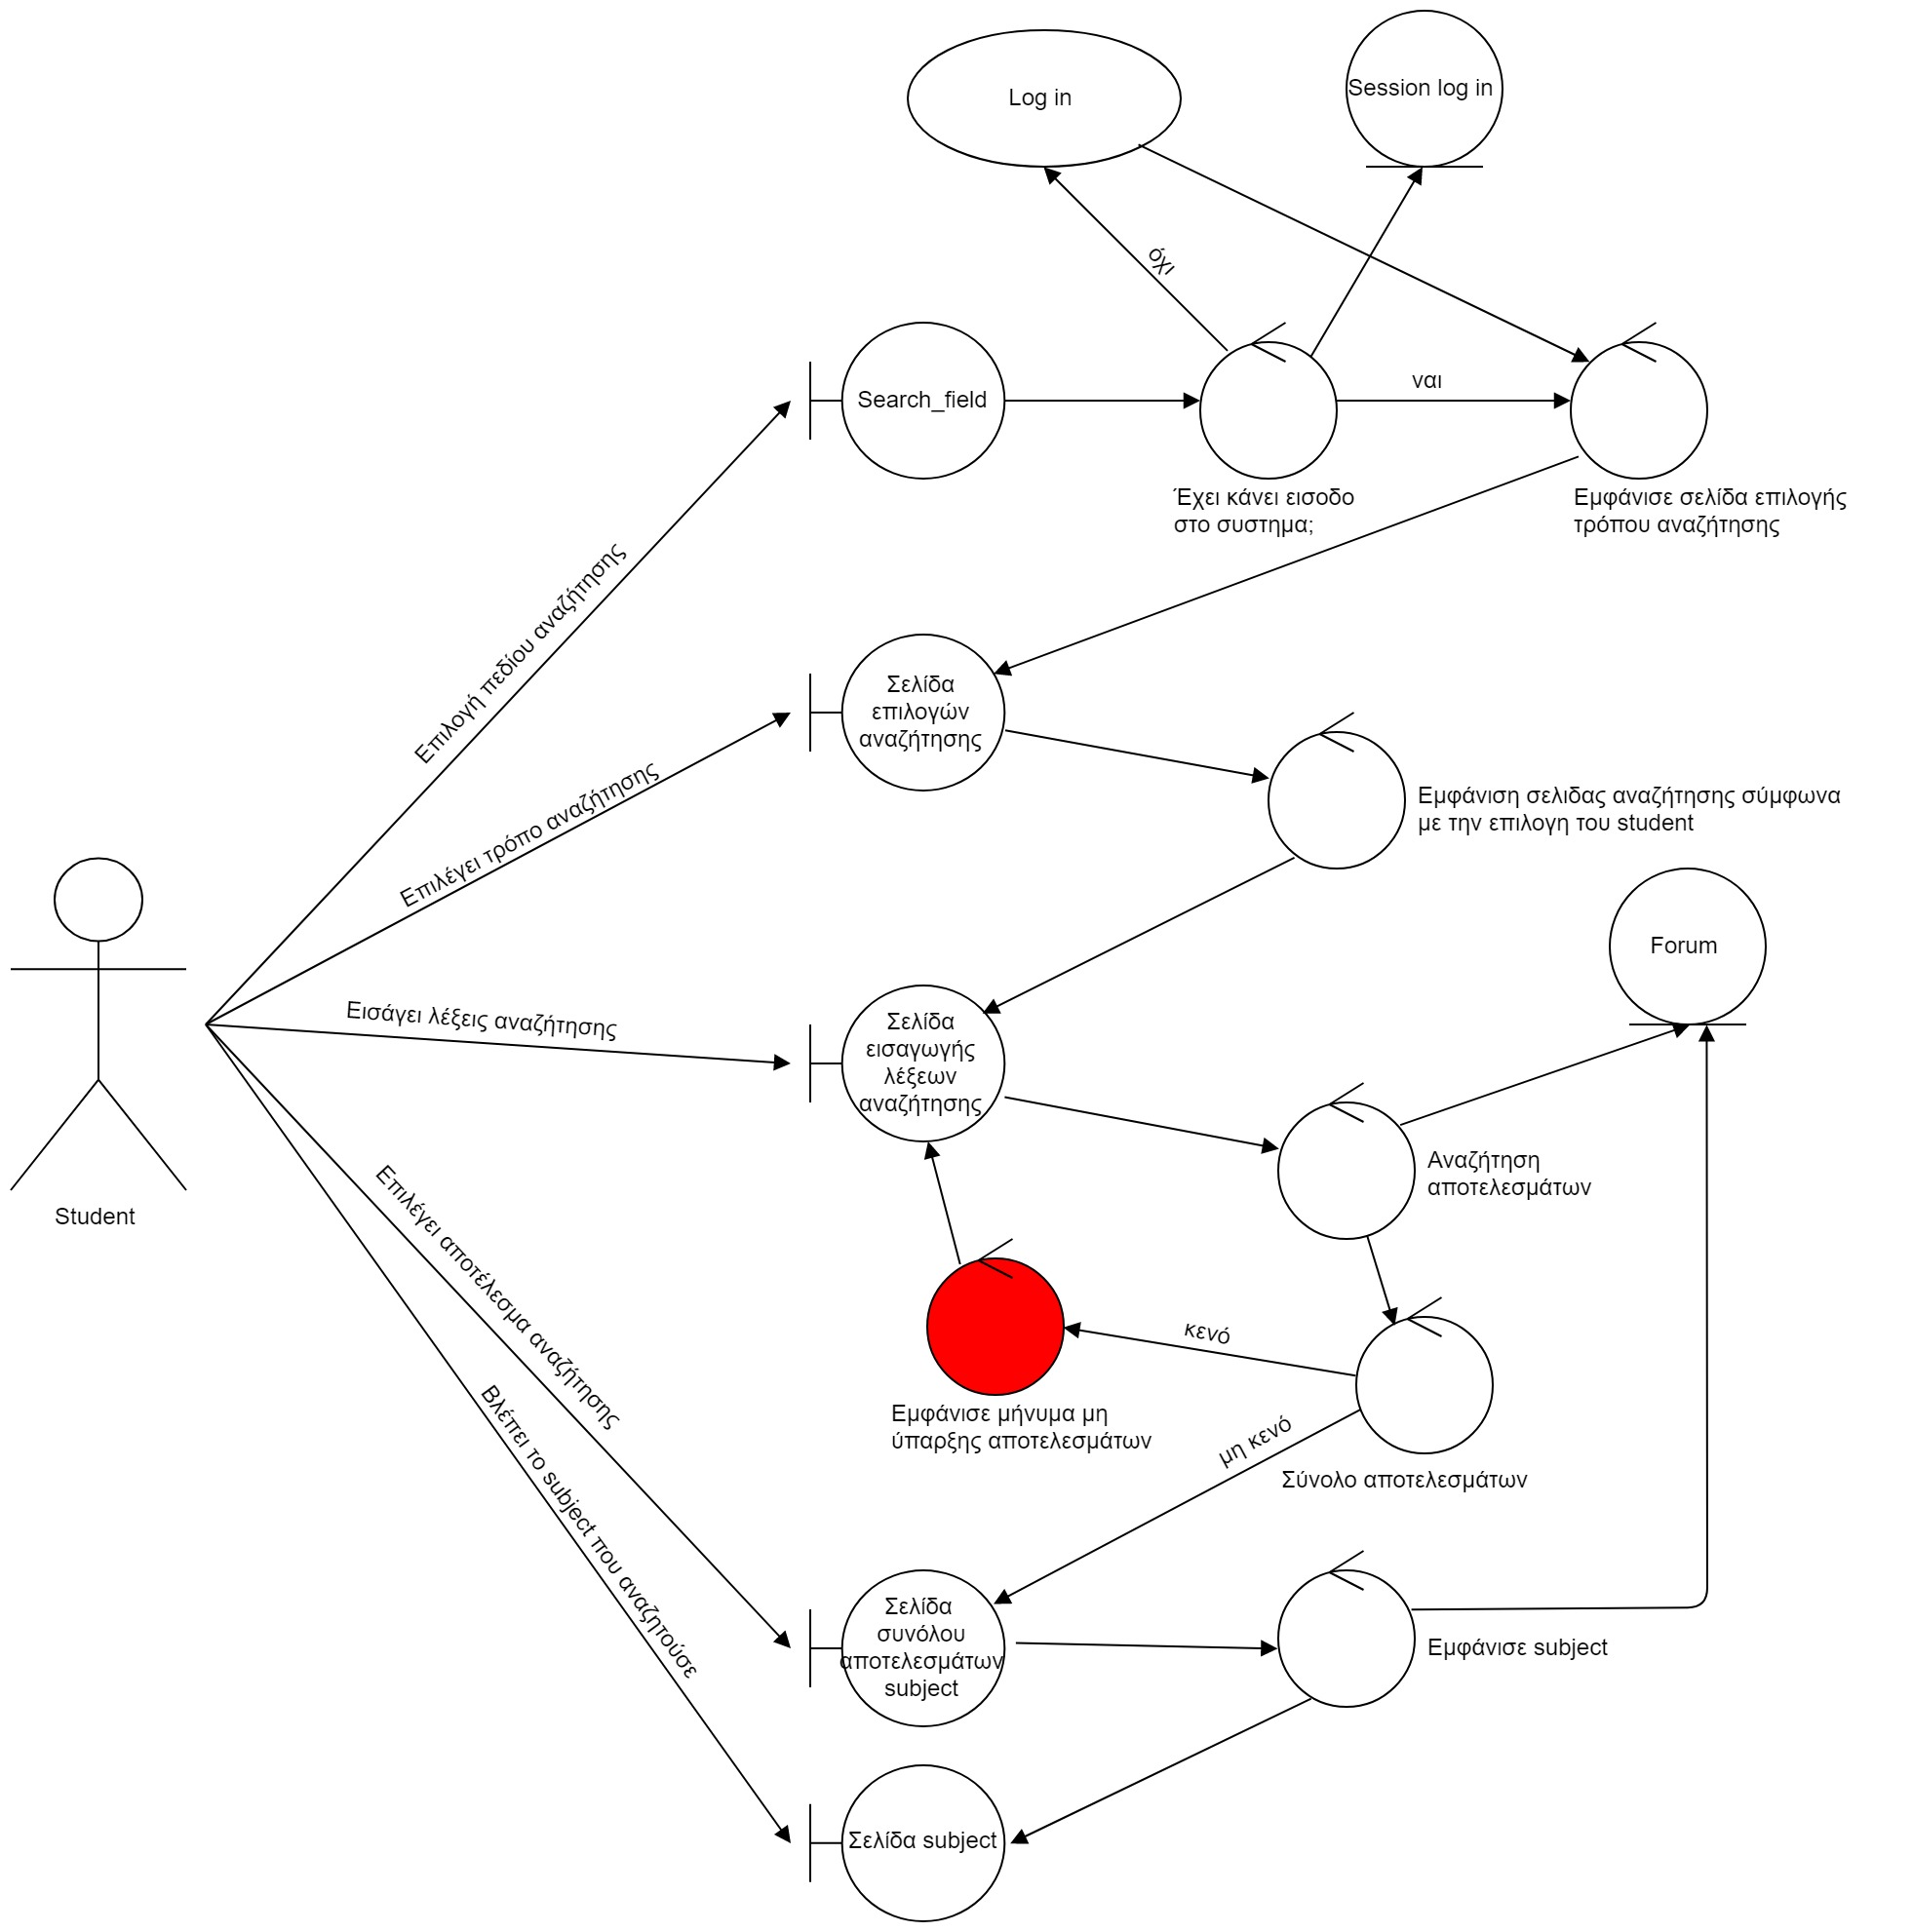 Log in
Session log in
όχι
Search_field
ναι
Έχει κάνει εισοδο
στο συστημα;
Εμφάνισε σελίδα επιλογής
τρόπου αναζήτησης
Επιλογή πεδίου αναζήτησης
Σελίδα
επιλογών
αναζήτησης
Επιλέγει τρόπο αναζήτησης
Εμφάνιση σελιδας αναζήτησης σύμφωνα
με την επιλογη του student
Forum
Εισάγει λέξεις αναζήτησης
Σελίδα
εισαγωγής
λέξεων
αναζήτησης
Αναζήτηση
αποτελεσμάτων
Student
Επιλέγει αποτέλεσμα αναζήτησης
κενό
Εμφάνισε μήνυμα μη
ύπαρξης αποτελεσμάτων
μη κενό
Σύνολο αποτελεσμάτων
Βλέπει το subject που αναζητούσε
Σελίδα
συνόλου
αποτελεσμάτων
subject
Εμφάνισε subject
Σελίδα subject